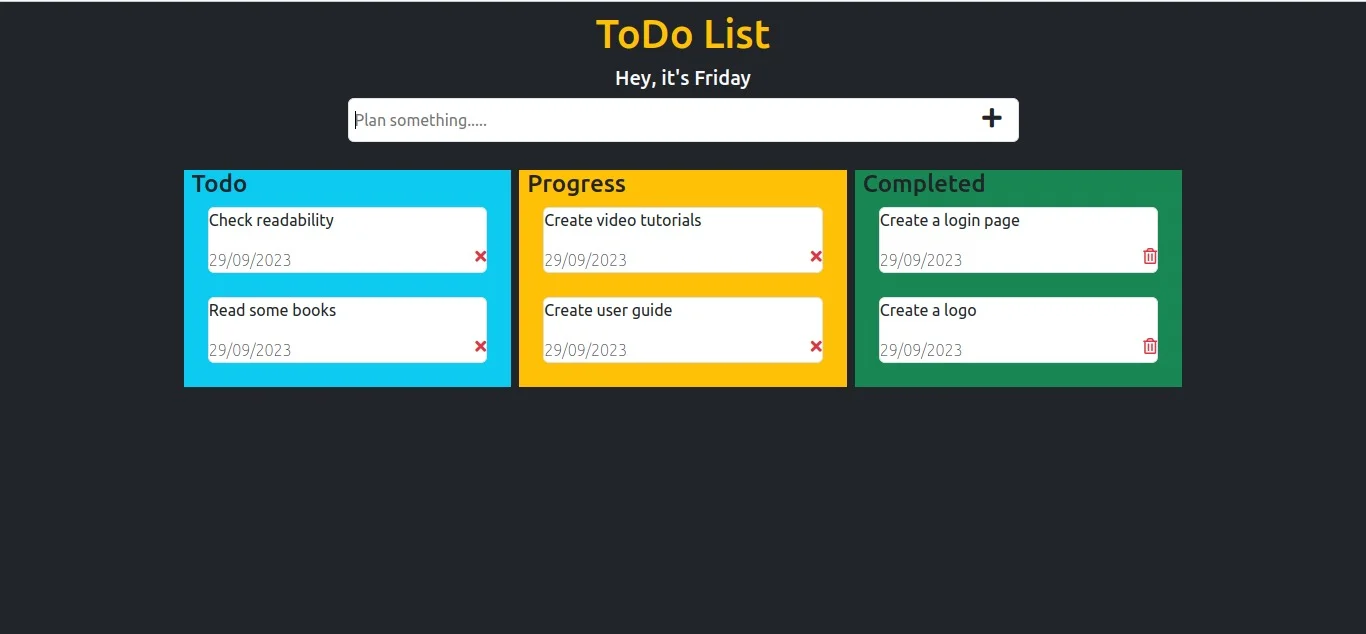 ToDo List
Hey, it's Friday
Plan something.....
Todo
Check readability
29/09/2023
Read some books
29/09/2023
Progress
Create video tutorials
29/09/2023
Create user guide
29/09/2023
Completed
Create a login page
29/09/2023
Create a logo
29/09/2023